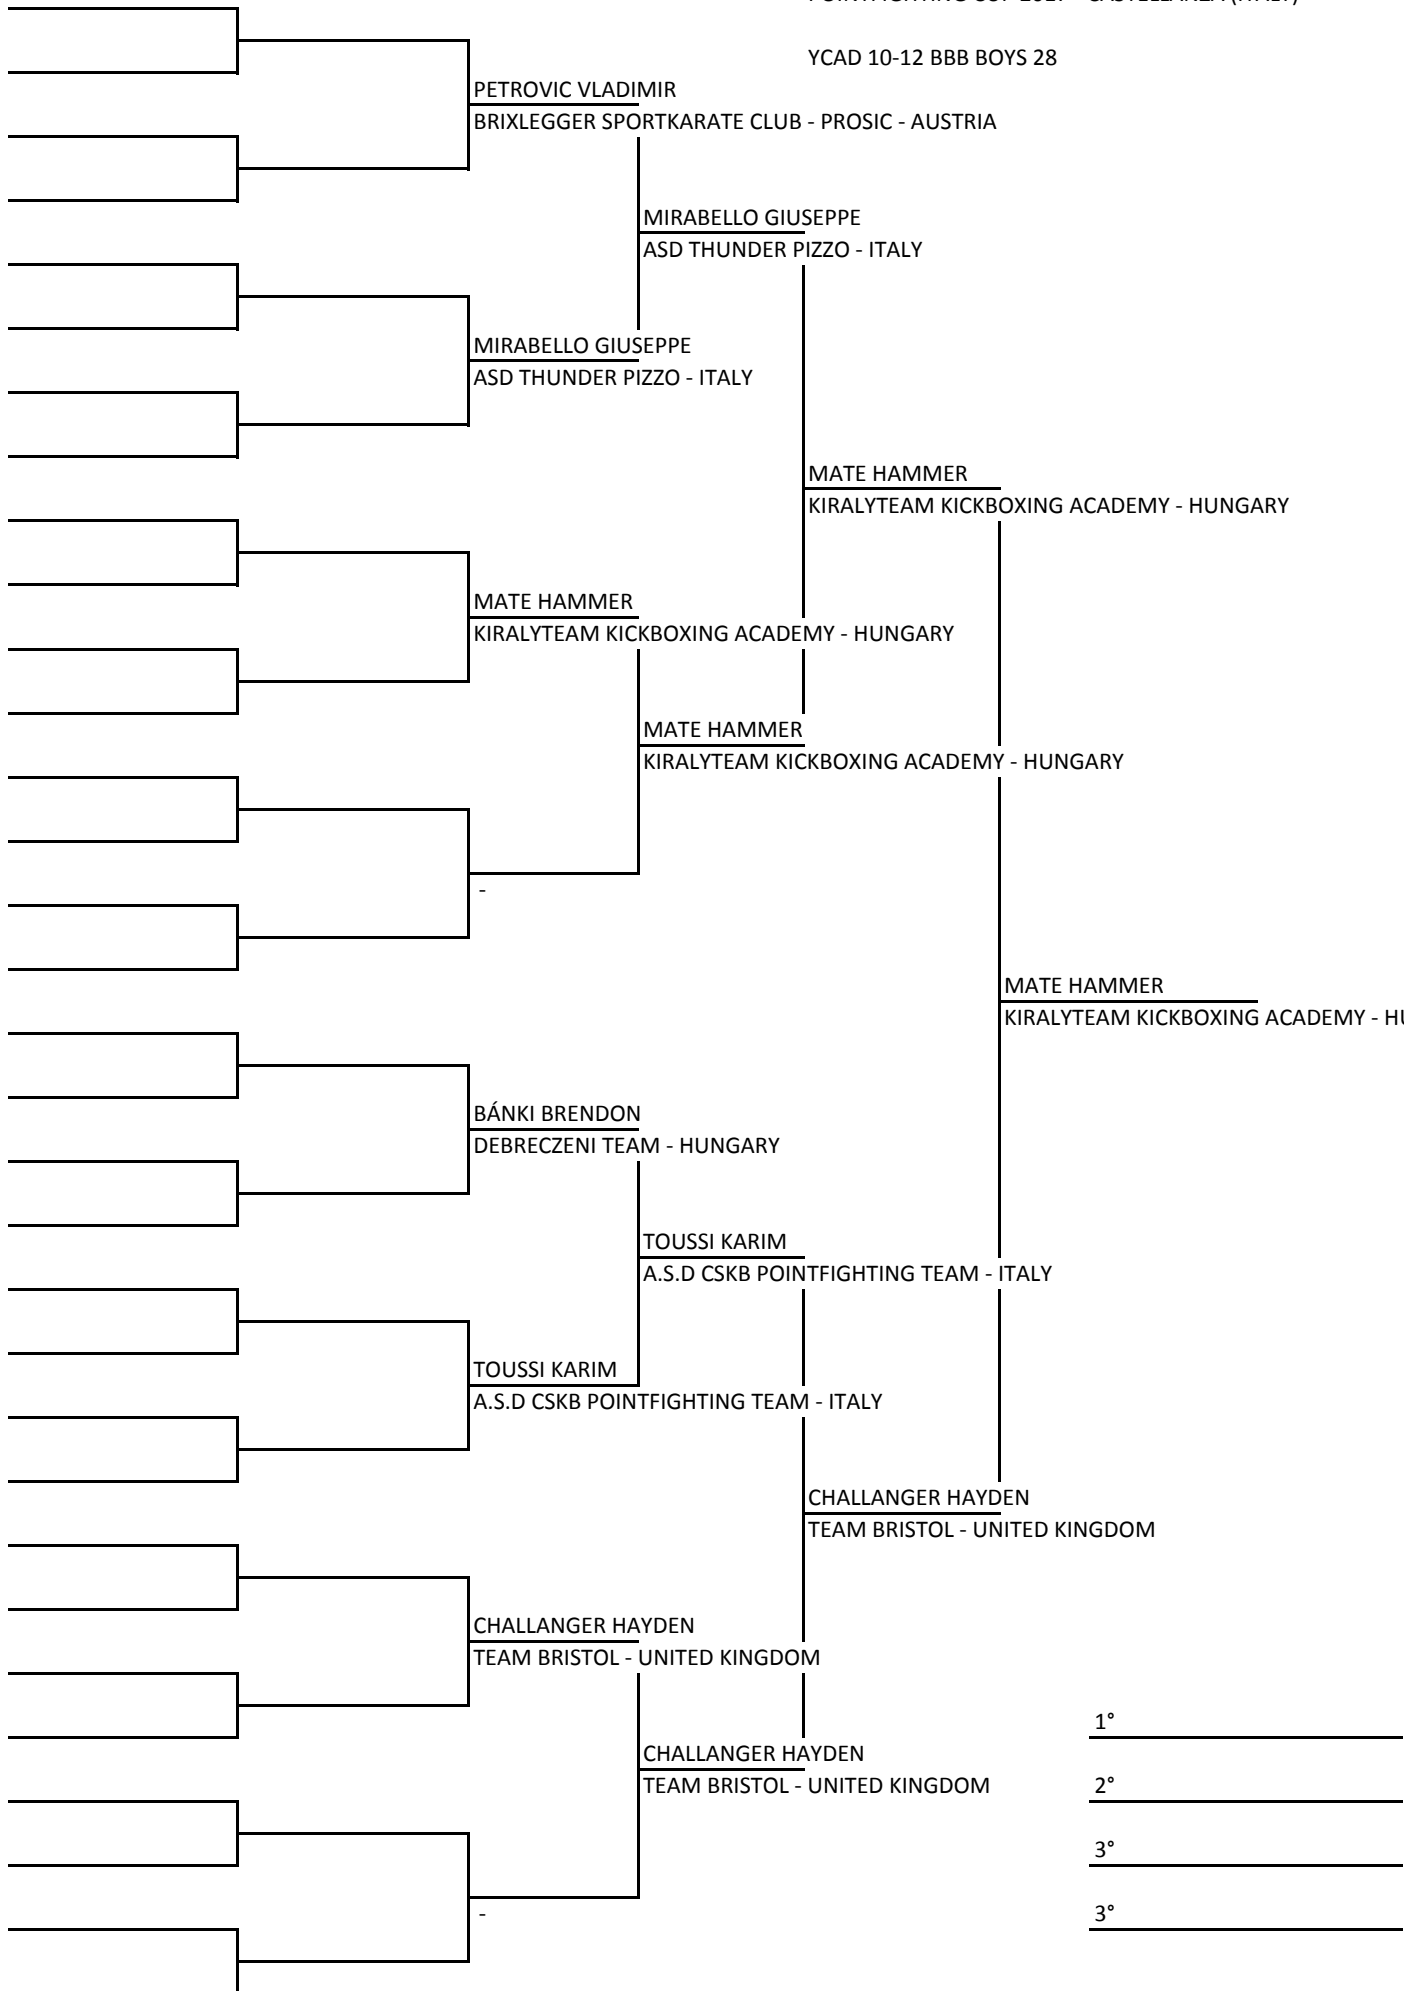 YCAD 10-12 BBB BOYS 28
PETROVIC VLADIMIR
BRIXLEGGER SPORTKARATE CLUB - PROSIC - AUSTRIA
MIRABELLO GIUSEPPE
ASD THUNDER PIZZO - ITALY
MIRABELLO GIUSEPPE
ASD THUNDER PIZZO - ITALY
MATE HAMMER
KIRALYTEAM KICKBOXING ACADEMY - HUNGARY
MATE HAMMER
KIRALYTEAM KICKBOXING ACADEMY - HUNGARY
MATE HAMMER
KIRALYTEAM KICKBOXING ACADEMY - HUNGARY
-
MATE HAMMER
KIRALYTEAM KICKBOXING ACADEMY - HU
BÁNKI BRENDON
DEBRECZENI TEAM - HUNGARY
TOUSSI KARIM
A.S.D CSKB POINTFIGHTING TEAM - ITALY
TOUSSI KARIM
A.S.D CSKB POINTFIGHTING TEAM - ITALY
CHALLANGER HAYDEN
TEAM BRISTOL - UNITED KINGDOM
CHALLANGER HAYDEN
TEAM BRISTOL - UNITED KINGDOM
1°
CHALLANGER HAYDEN
TEAM BRISTOL - UNITED KINGDOM
2°
3°
3°
-